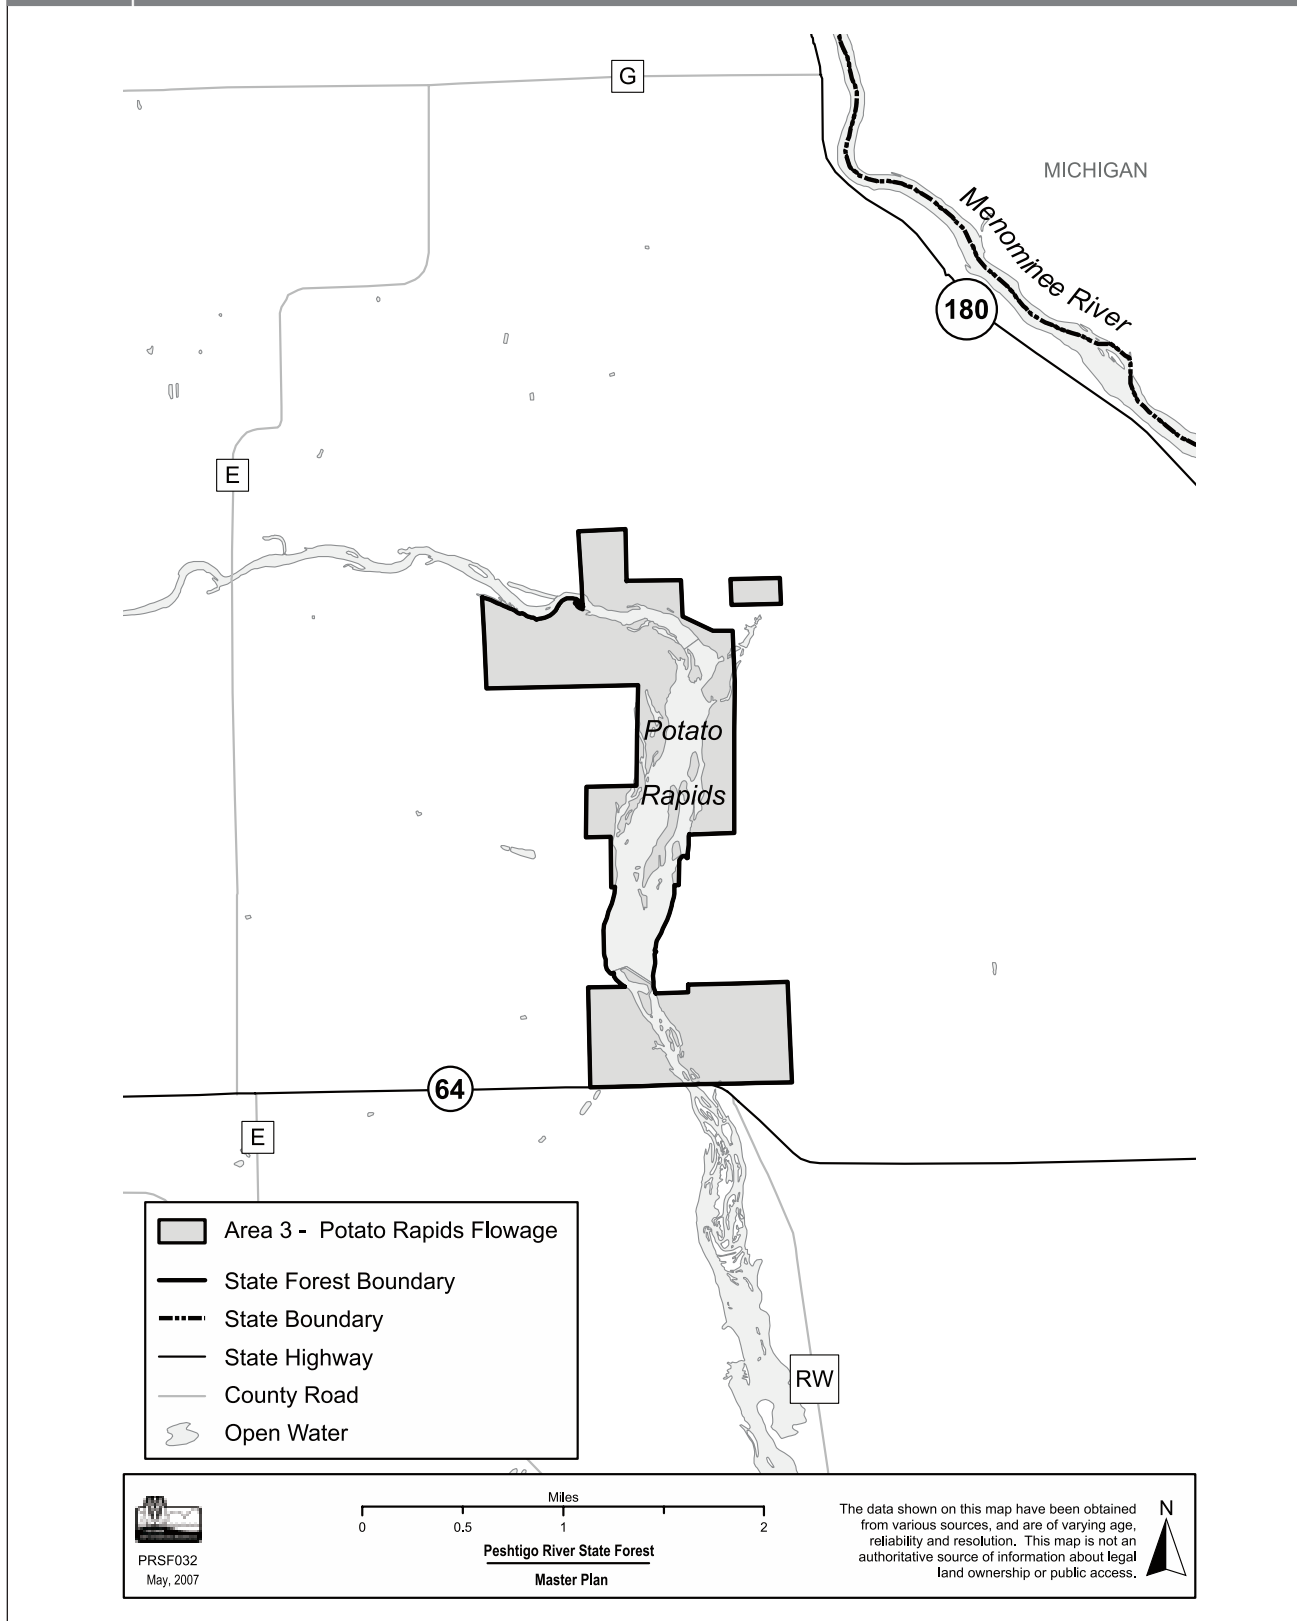 G
MICHIGAN
Menominee River
180
E
Potato
Rapids
64
E
Area 3 - Potato Rapids Flowage
State Forest Boundary
State Boundary
State Highway
County Road
Open Water
RW
PRSF032
May, 2007
Miles
0 0.5 1 2
Peshtigo River State Forest
Master Plan
The data shown on this map have been obtained
from various sources, and are of varying age,
reliability and resolution. This map is not an
authoritative source of information about legal
land ownership or public access.
N